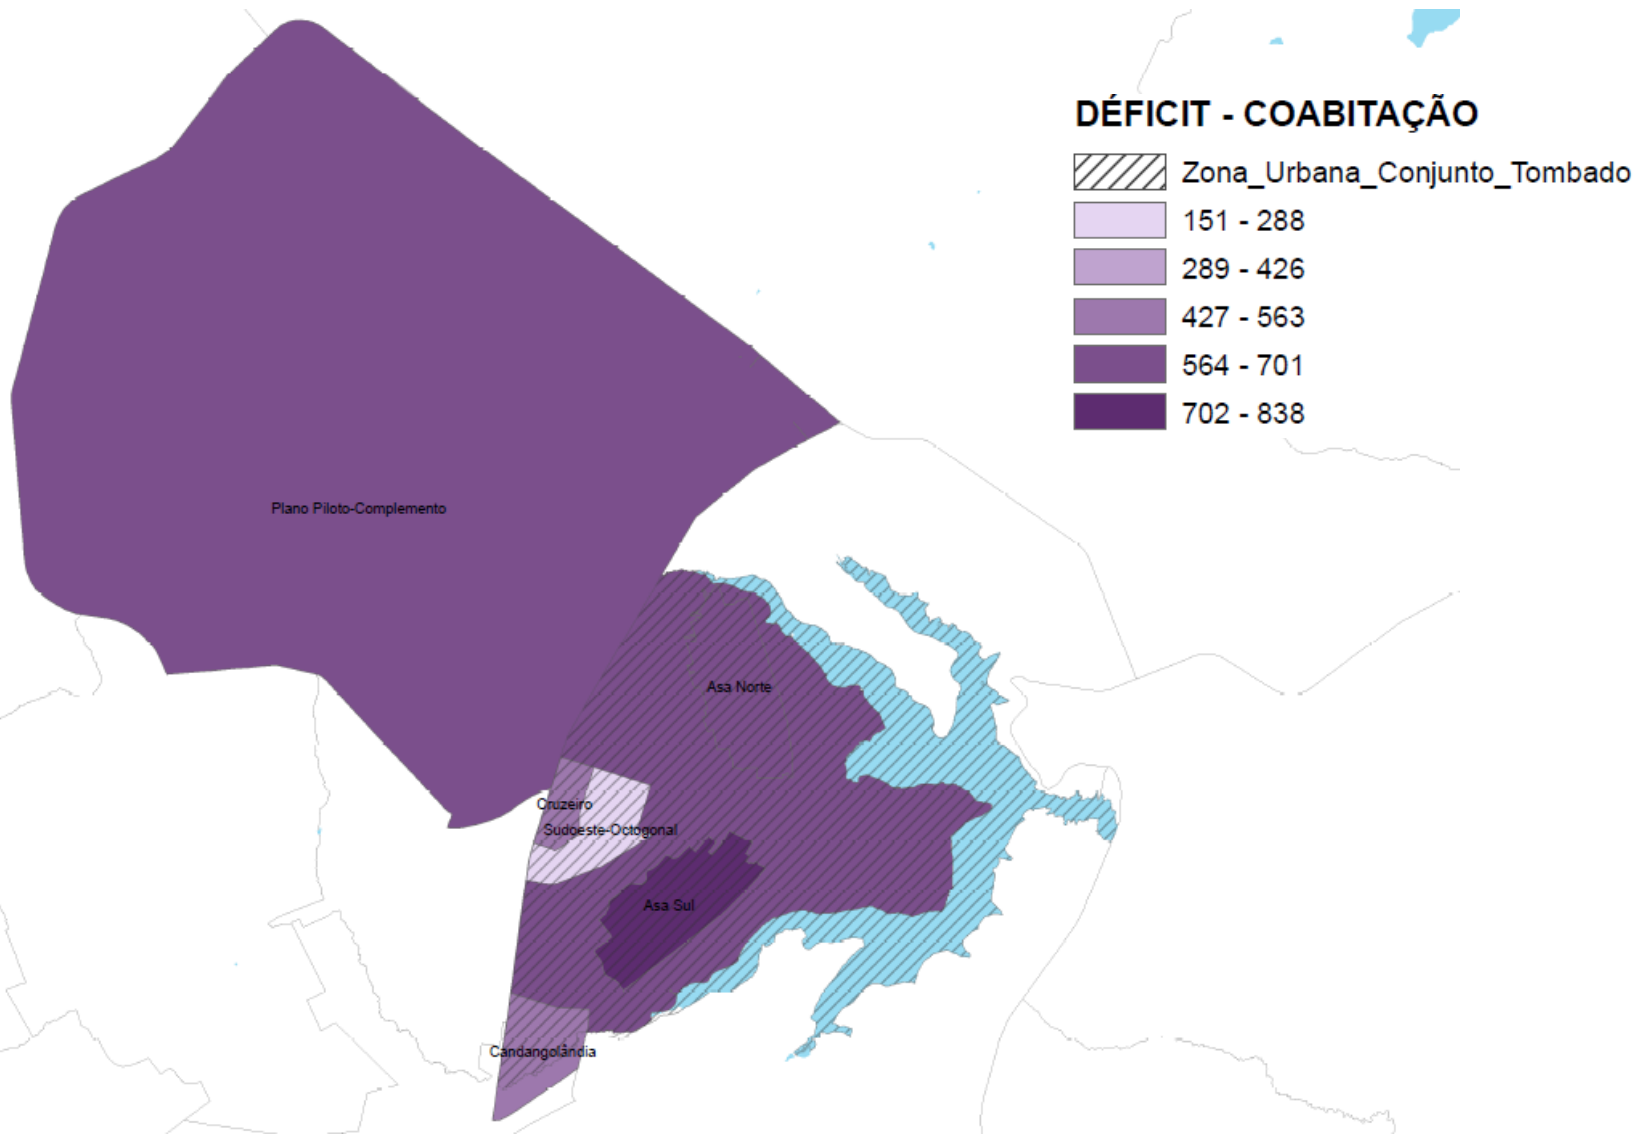 DÉFICIT - COABITAÇÃO
Zona_Urbana_Conjunto_Tombado
151 - 288
289 - 426
427 - 563
564 - 701
702 - 838
Plano Piloto-Complemento
Asa Norte
Cruzeiro
Sudoeste-Octogonal
Asa Sul
Candangolândia